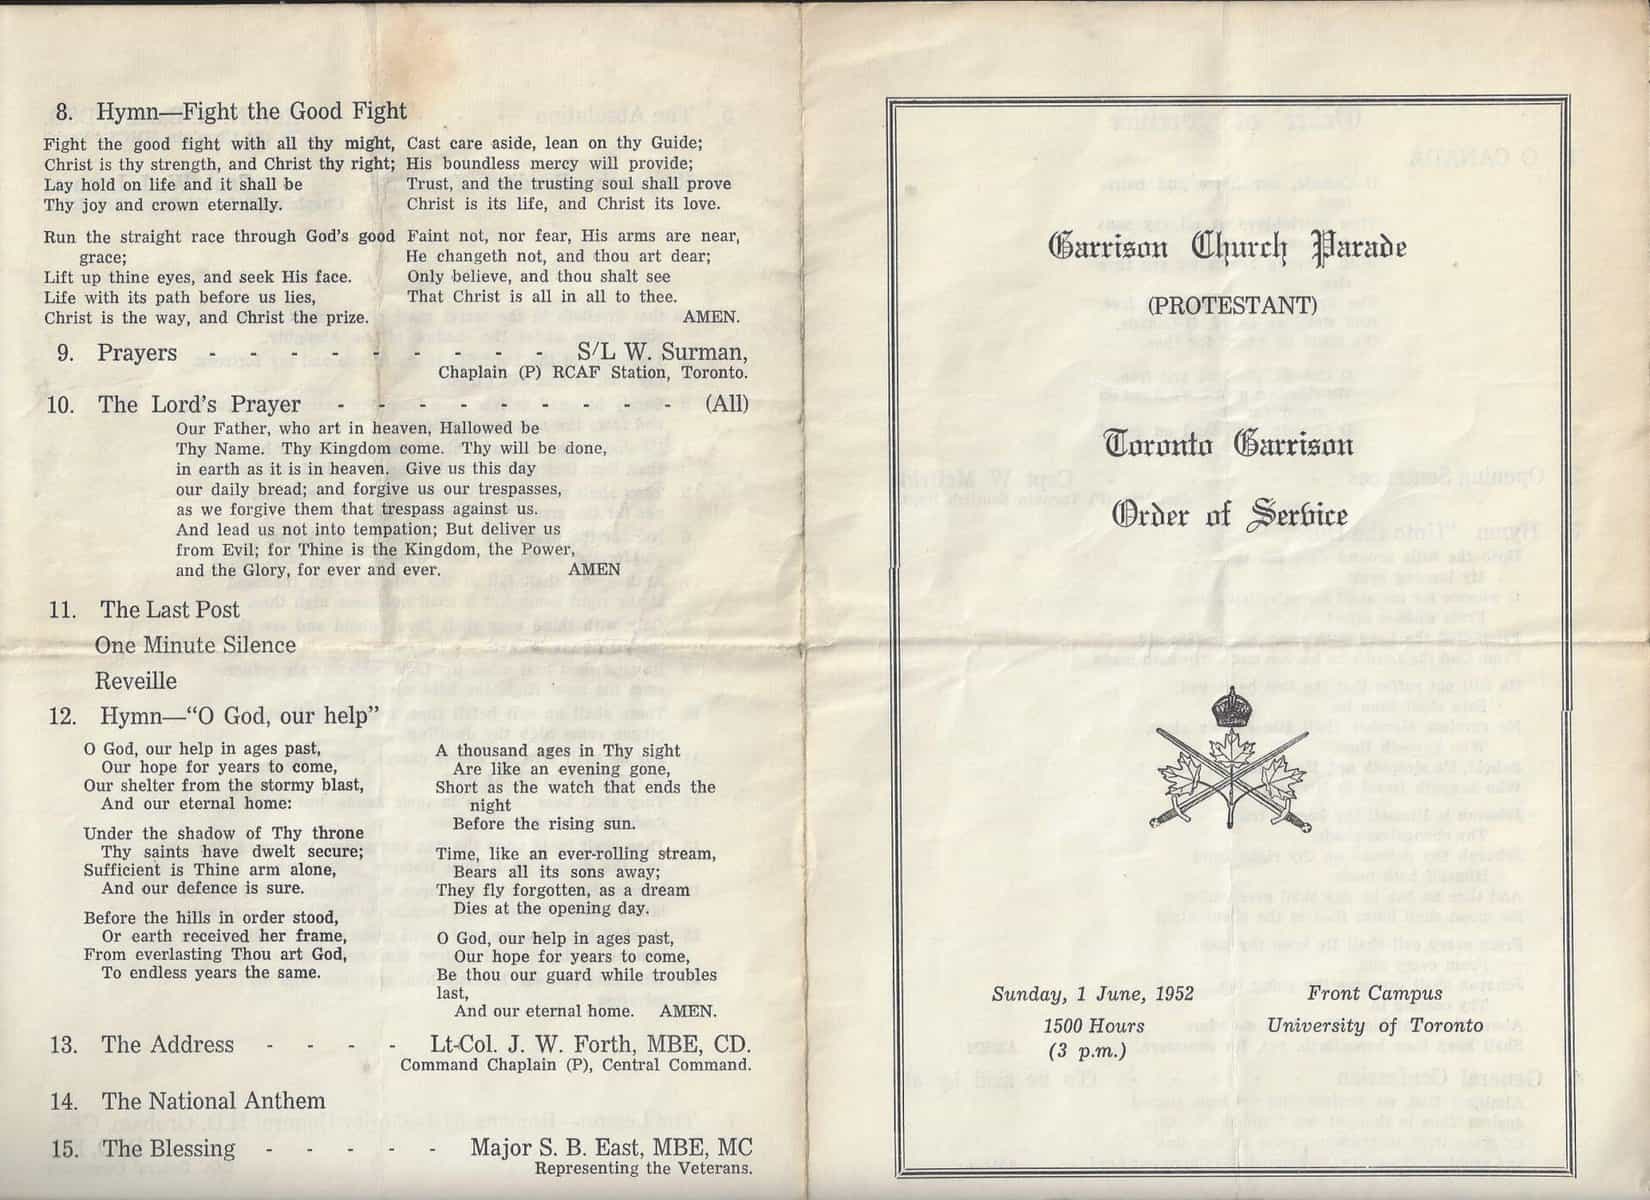 8. Hymn—Fight the Good Fight
Fight the good fight with all thy might,
Christ is thy strength, and Christ thy right;
Lay hold on life and it shall be
Thy joy and crown eternally.
Run the straight race through God's good
grace;
Lift up thine eyes, and seek His face.
Life with its path before us lies,
Christ is the way, and Christ the prize.
Cast care aside, lean on thy Guide;
His boundless mercy will provide;
Trust, and the trusting soul shall prove
Christ is its life, and Christ its love.
Faint not, nor fear, His arms are near,
He changeth not, and thou art dear;
Only believe, and thou shalt see
That Christ is all in all to thee.
AMEN.
9. Prayers - - - - - - - - - S/L W. Surman,
Chaplain (P) RCAF Station, Toronto.
10. The Lord's Prayer - - - - - - - - - (All)
Our Father, who art in heaven, Hallowed be
Thy Name. Thy Kingdom come. Thy will be done,
in earth as it is in heaven. Give us this day
our daily bread; and forgive us our trespasses,
as we forgive them that trespass against us.
And lead us not into tempation; But deliver us
from Evil; for Thine is the Kingdom, the Power,
and the Glory, for ever and ever. AMEN
11. The Last Post
One Minute Silence
Reveille
12. Hymn—"O God, our help"
O God, our help in ages past,
Our hope for years to come,
Our shelter from the stormy blast,
And our eternal home:
Under the shadow of Thy throne
Thy saints have dwelt secure;
Sufficient is Thine arm alone,
And our defence is sure.
Before the hills in order stood,
Or earth received her frame,
From everlasting Thou art God,
To endless years the same.
A thousand ages in Thy sight
Are like an evening gone,
Short as the watch that ends the
night
Before the rising sun.
Time, like an ever-rolling stream,
Bears all its sons away;
They fly forgotten, as a dream
Dies at the opening day.
O God, our help in ages past,
Our hope for years to come,
Be thou our guard while troubles
last,
And our eternal home. AMEN.
13. The Address - - - - Lt-Col. J. W. Forth, MBE, CD.
Command Chaplain (P), Central Command.
14. The National Anthem
15. The Blessing - - - - - Major S. B. East, MBE, MC
Representing the Veterans.
Garrison Church Parade
(PROTESTANT)
Toronto Garrison
Order of Service
Sunday, 1 June, 1952
1500 Hours
(3 p.m.)
Front Campus
University of Toronto